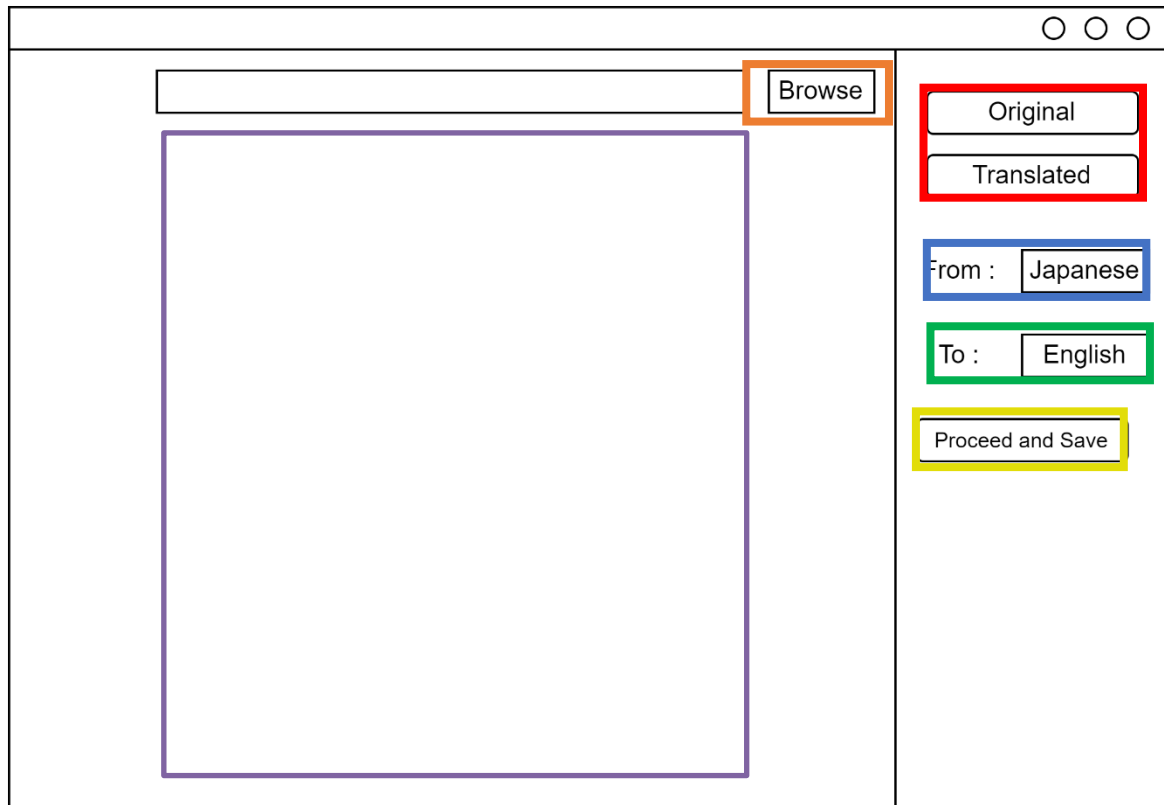 Browse
Original
Translated
From :
Japanese
To :
English
Proceed and Save